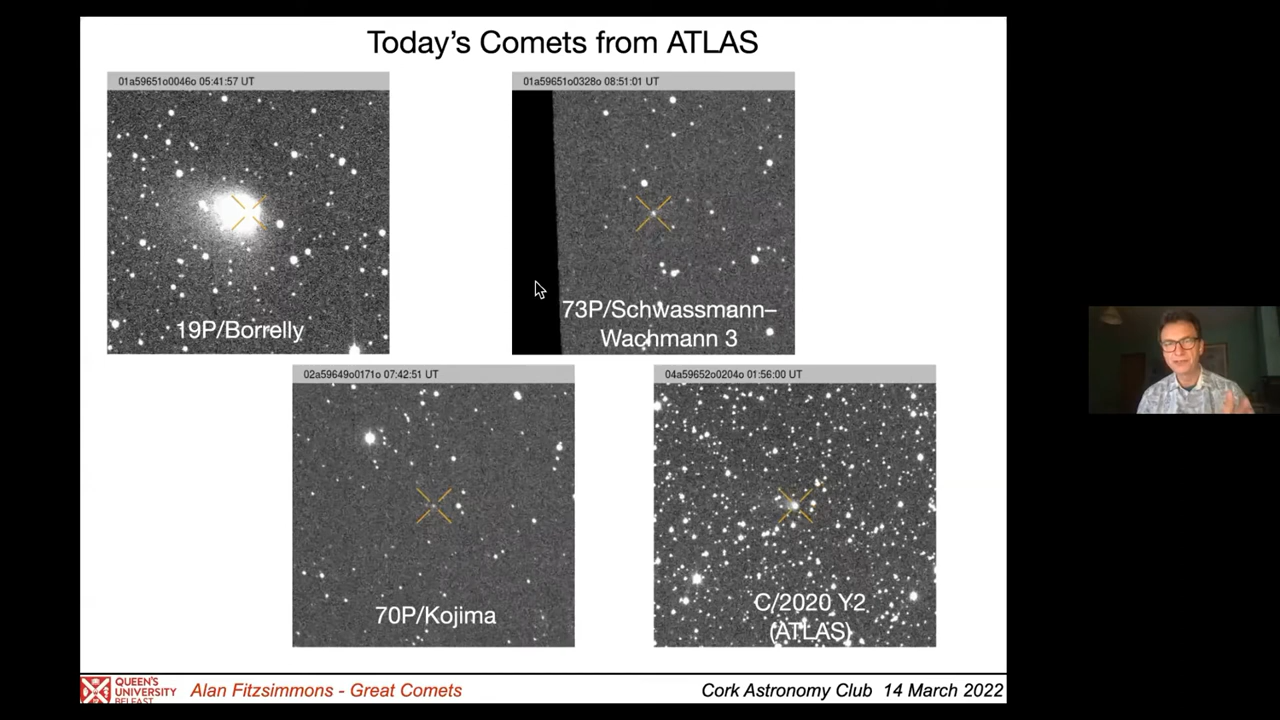 Today's Comets from ATLAS
01a59651o0046o 05:41:57 UT
01a59651o0328o 08:51:01 UT
19P/Borrelly
73P/Schwassmann–
Wachmann 3
02a59649o0171o 07:42:51 UT
04a59652o0204o 01:56:00 UT
70P/Kojima
C/2020 Y2
(ATLAS)
QUEEN'S
UNIVERSITY
BELFAST
Alan Fitzsimmons - Great Comets
Cork Astronomy Club 14 March 2022